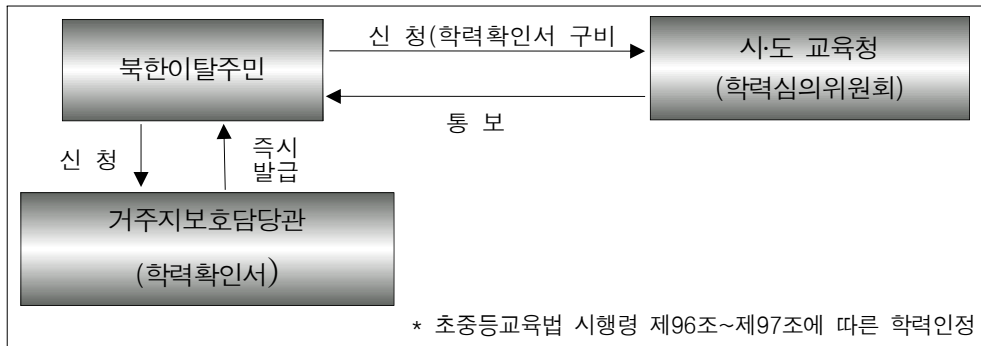 신 청(학력확인서 구비
북한이탈주민
시·도 교육청
(학력심의위원회)
통 보
신 청
즉시
발급
거주지보호담당관
(학력확인서)
* 초중등교육법 시행령 제96조~제97조에 따른 학력인정